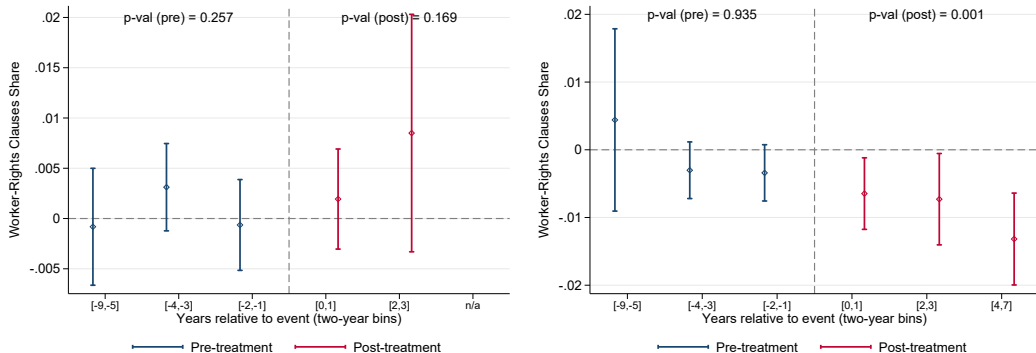 p-val (pre) = 0.257
p-val (post) = 0.169
Worker-Rights Clauses Share
.02
.015
.01
.005
0
-.005
[-9,-5]
[-4,-3]
[-2,-1]
[0,1]
[2,3]
n/a
Years relative to event (two-year bins)
Pre-treatment
Post-treatment
p-val (pre) = 0.935
p-val (post) = 0.001
Worker-Rights Clauses Share
.02
.01
0
-.01
-.02
[-9,-5]
[-4,-3]
[-2,-1]
[0,1]
[2,3]
[4,7]
Years relative to event (two-year bins)
Pre-treatment
Post-treatment